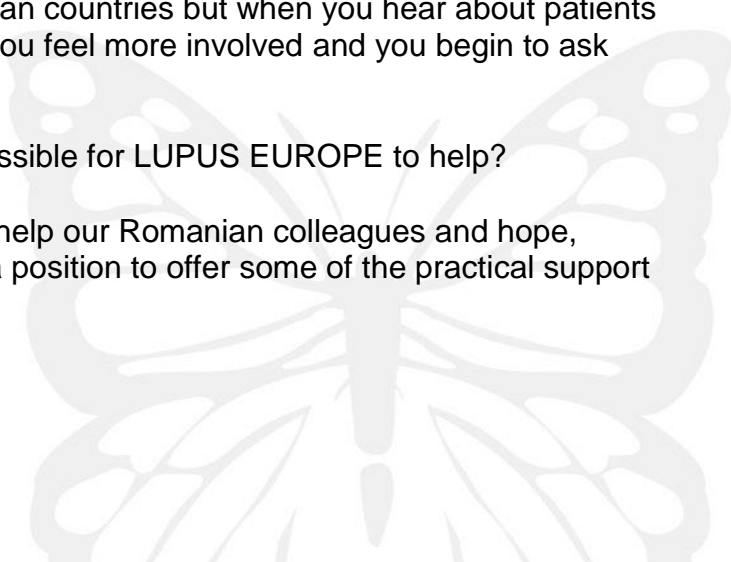 an countries but when you hear about patients
ou feel more involved and you begin to ask
ssible for LUPUS EUROPE to help?
help our Romanian colleagues and hope,
position to offer some of the practical support